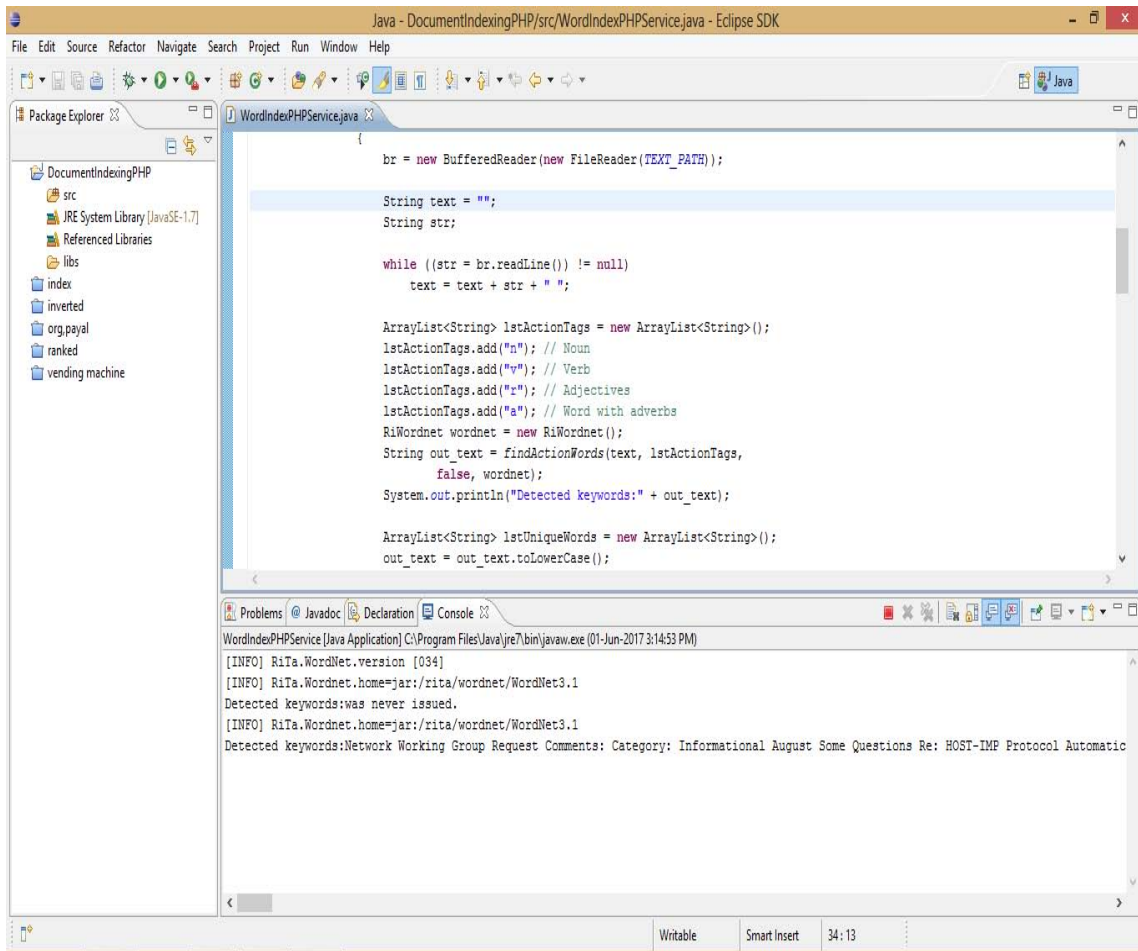 Java - DocumentIndexingPHP/src/WordIndexPHPService.java - Eclipse SDK
File Edit Source Refactor Navigate Search Project Run Window Help
Java
Package Explorer
WordIndexPHPService.java
DocumentIndexingPHP
src
JRE System Library [JavaSE-1.7]
Referenced Libraries
libs
index
inverted
org,payal
ranked
vending machine
{
br = new BufferedReader(new FileReader(TEXT_PATH));
String text = "";
String str;
while ((str = br.readLine()) != null)
text = text + str + " ";
ArrayList<String> lstActionTags = new ArrayList<String>();
lstActionTags.add("n"); // Noun
lstActionTags.add("v"); // Verb
lstActionTags.add("r"); // Adjectives
lstActionTags.add("a"); // Word with adverbs
RiWordnet wordnet = new RiWordnet();
String out_text = findActionWords(text, lstActionTags,
false, wordnet);
System.out.println("Detected keywords:" + out_text);
ArrayList<String> lstUniqueWords = new ArrayList<String>();
out_text = out_text.toLowerCase();
Problems @ Javadoc Declaration Console
WordIndexPHPService [Java Application] C:\Program Files\Java\jre7\bin\javaw.exe (01-Jun-2017 3:14:53 PM)
[INFO] RiTa.WordNet.version [034]
[INFO] RiTa.Wordnet.home=jar:/rita/wordnet/WordNet3.1
Detected keywords:was never issued.
[INFO] RiTa.Wordnet.home=jar:/rita/wordnet/WordNet3.1
Detected keywords:Network Working Group Request Comments: Category: Informational August Some Questions Re: HOST-IMP Protocol Automatic
Writable Smart Insert 34 : 13